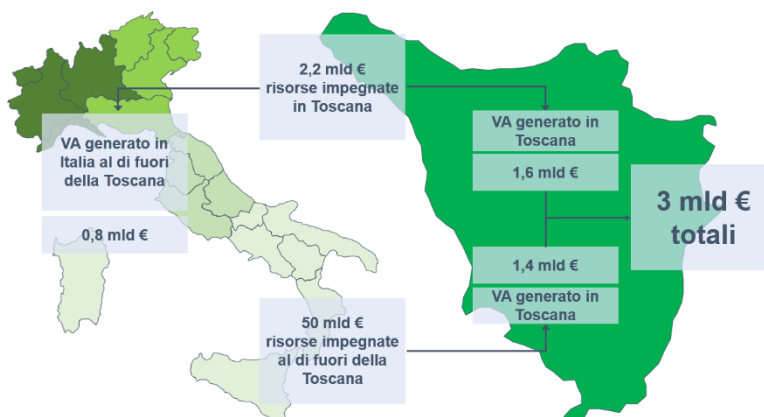 2,2 mld €
risorse impegnate
in Toscana
VA generato in
Italia al di fuori
della Toscana
0,8 mld €
VA generato in
Toscana
1,6 mld €
3 mld €
totali
1,4 mld €
VA generato in
Toscana
50 mld €
risorse impegnate
al di fuori della
Toscana